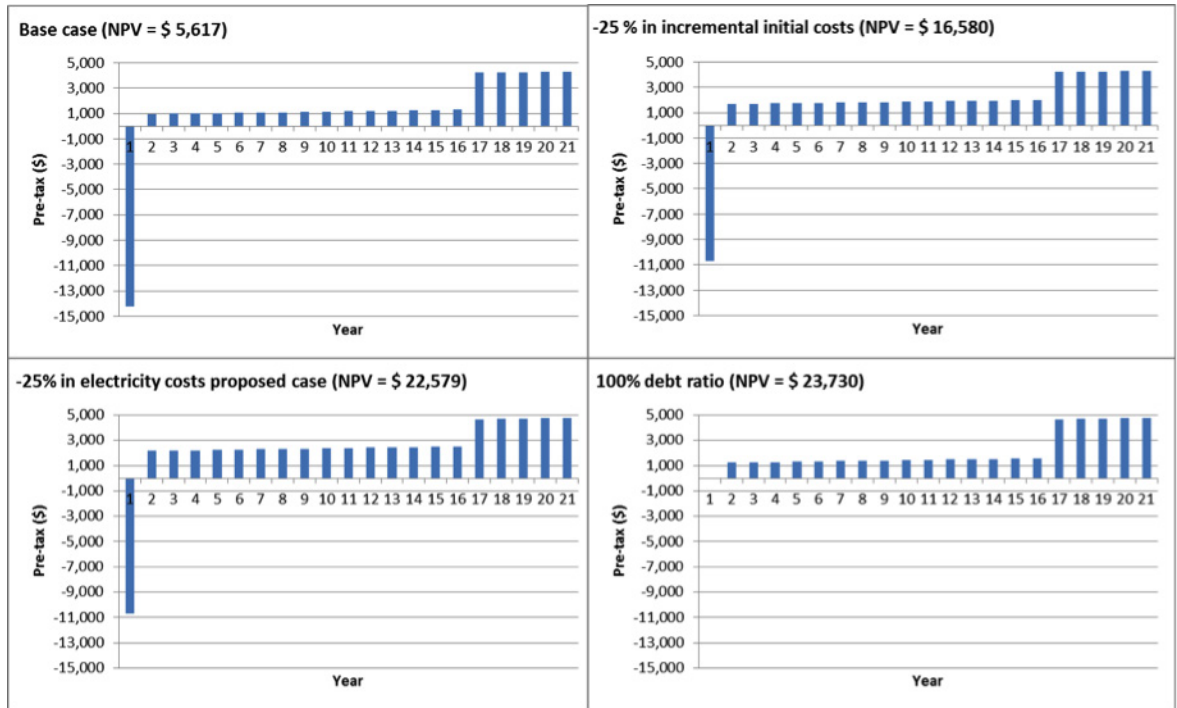 Base case (NPV = $ 5,617)
5,000
3,000
1,000
-1,000
-3,000
-5,000
-7,000
-9,000
-11,000
-13,000
-15,000
Pre-tax ($)
1 2 3 4 5 6 7 8 9 10 11 12 13 14 15 16 17 18 19 20 21
Year
-25 % in incremental initial costs (NPV = $ 16,580)
5,000
3,000
1,000
-1,000
-3,000
-5,000
-7,000
-9,000
-11,000
-13,000
-15,000
Pre-tax ($)
1 2 3 4 5 6 7 8 9 10 11 12 13 14 15 16 17 18 19 20 21
Year
-25% in electricity costs proposed case (NPV = $ 22,579)
5,000
3,000
1,000
-1,000
-3,000
-5,000
-7,000
-9,000
-11,000
-13,000
-15,000
Pre-tax ($)
1 2 3 4 5 6 7 8 9 10 11 12 13 14 15 16 17 18 19 20 21
Year
100% debt ratio (NPV = $ 23,730)
5,000
3,000
1,000
-1,000
-3,000
-5,000
-7,000
-9,000
-11,000
-13,000
-15,000
Pre-tax ($)
1 2 3 4 5 6 7 8 9 10 11 12 13 14 15 16 17 18 19 20 21
Year